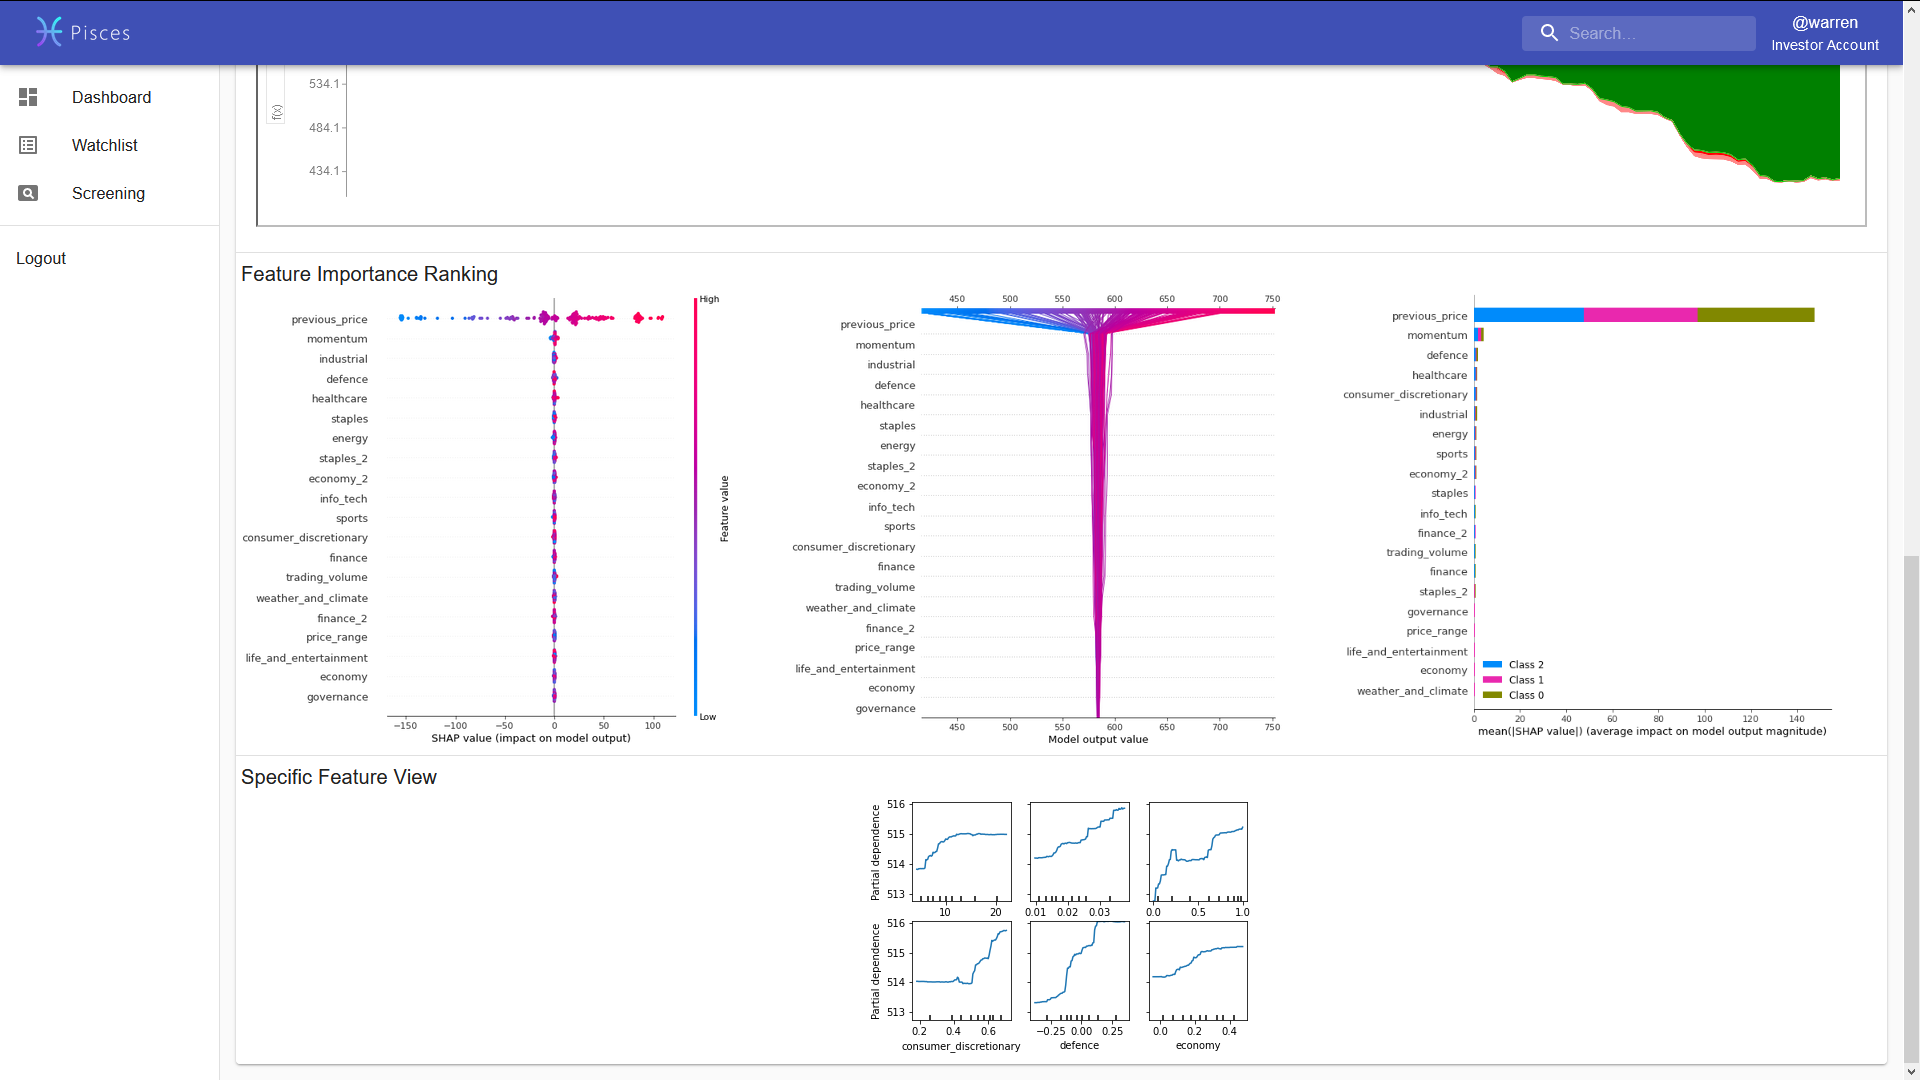 Pisces
Search...
@warren
Investor Account
Dashboard
Watchlist
Screening
Logout
f(x)
534.1
484.1
434.1
Feature Importance Ranking
previous_price
momentum
industrial
defence
healthcare
staples
energy
staples_2
economy_2
info_tech
sports
consumer_discretionary
finance
trading_volume
weather_and_climate
finance_2
price_range
life_and_entertainment
economy
governance
−150 −100 −50 0 50 100
SHAP value (impact on model output)
High
Feature value
Low
450 500 550 600 650 700 750
previous_price
momentum
industrial
defence
healthcare
staples
energy
staples_2
economy_2
info_tech
sports
consumer_discretionary
finance
trading_volume
weather_and_climate
finance_2
price_range
life_and_entertainment
economy
governance
450 500 550 600 650 700 750
Model output value
previous_price
momentum
defence
healthcare
consumer_discretionary
industrial
energy
sports
economy_2
staples
info_tech
finance_2
trading_volume
finance
staples_2
governance
price_range
life_and_entertainment
economy
weather_and_climate
Class 2
Class 1
Class 0
0 20 40 60 80 100 120 140
mean(|SHAP value|) (average impact on model output magnitude)
Specific Feature View
Partial dependence
516
515
514
513
10 20
0.01 0.02 0.03
0.0 0.5 1.0
Partial dependence
516
515
514
513
0.2 0.4 0.6
consumer_discretionary
−0.25 0.00 0.25
defence
0.0 0.2 0.4
economy